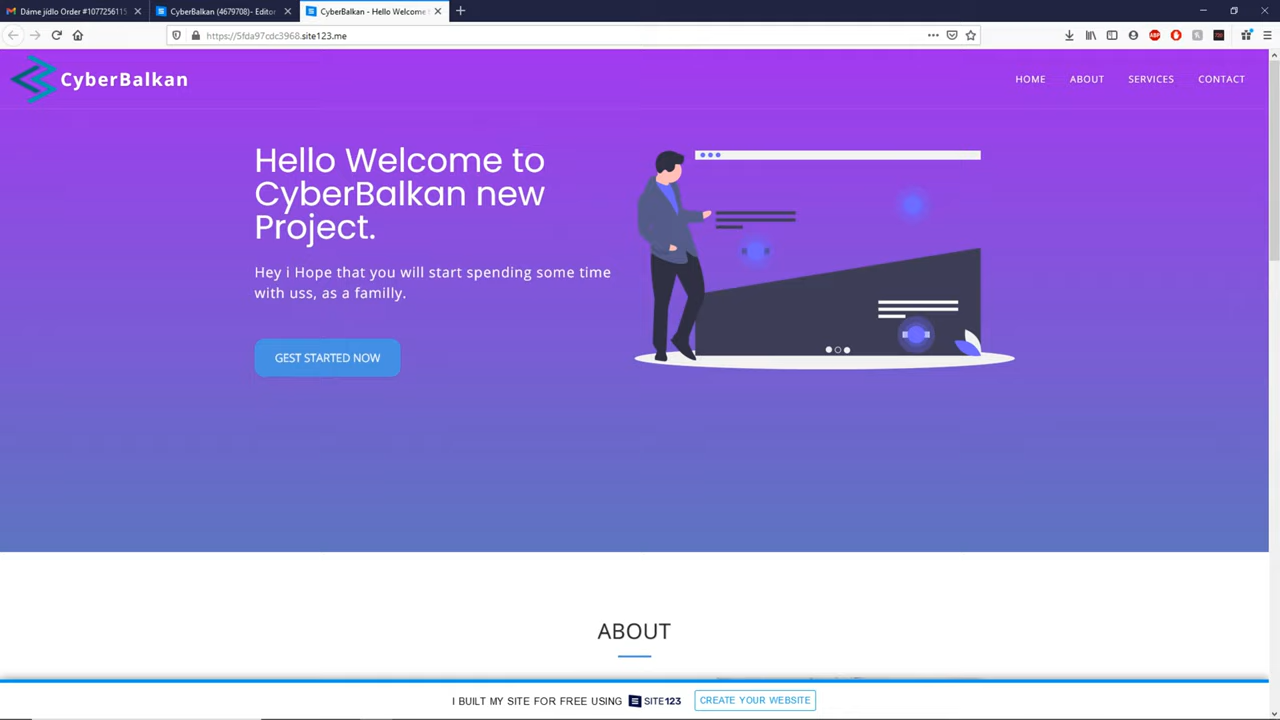 Dáme jídlo Order #1077256115
CyberBalkan (4679708) - Editor
CyberBalkan - Hello Welcome
https://5fda97cdc3968.site123.me
CyberBalkan
HOME ABOUT SERVICES CONTACT
Hello Welcome to
CyberBalkan new
Project.
Hey i Hope that you will start spending some time
with uss, as a familly.
GEST STARTED NOW
ABOUT
I BUILT MY SITE FOR FREE USING SITE123 CREATE YOUR WEBSITE